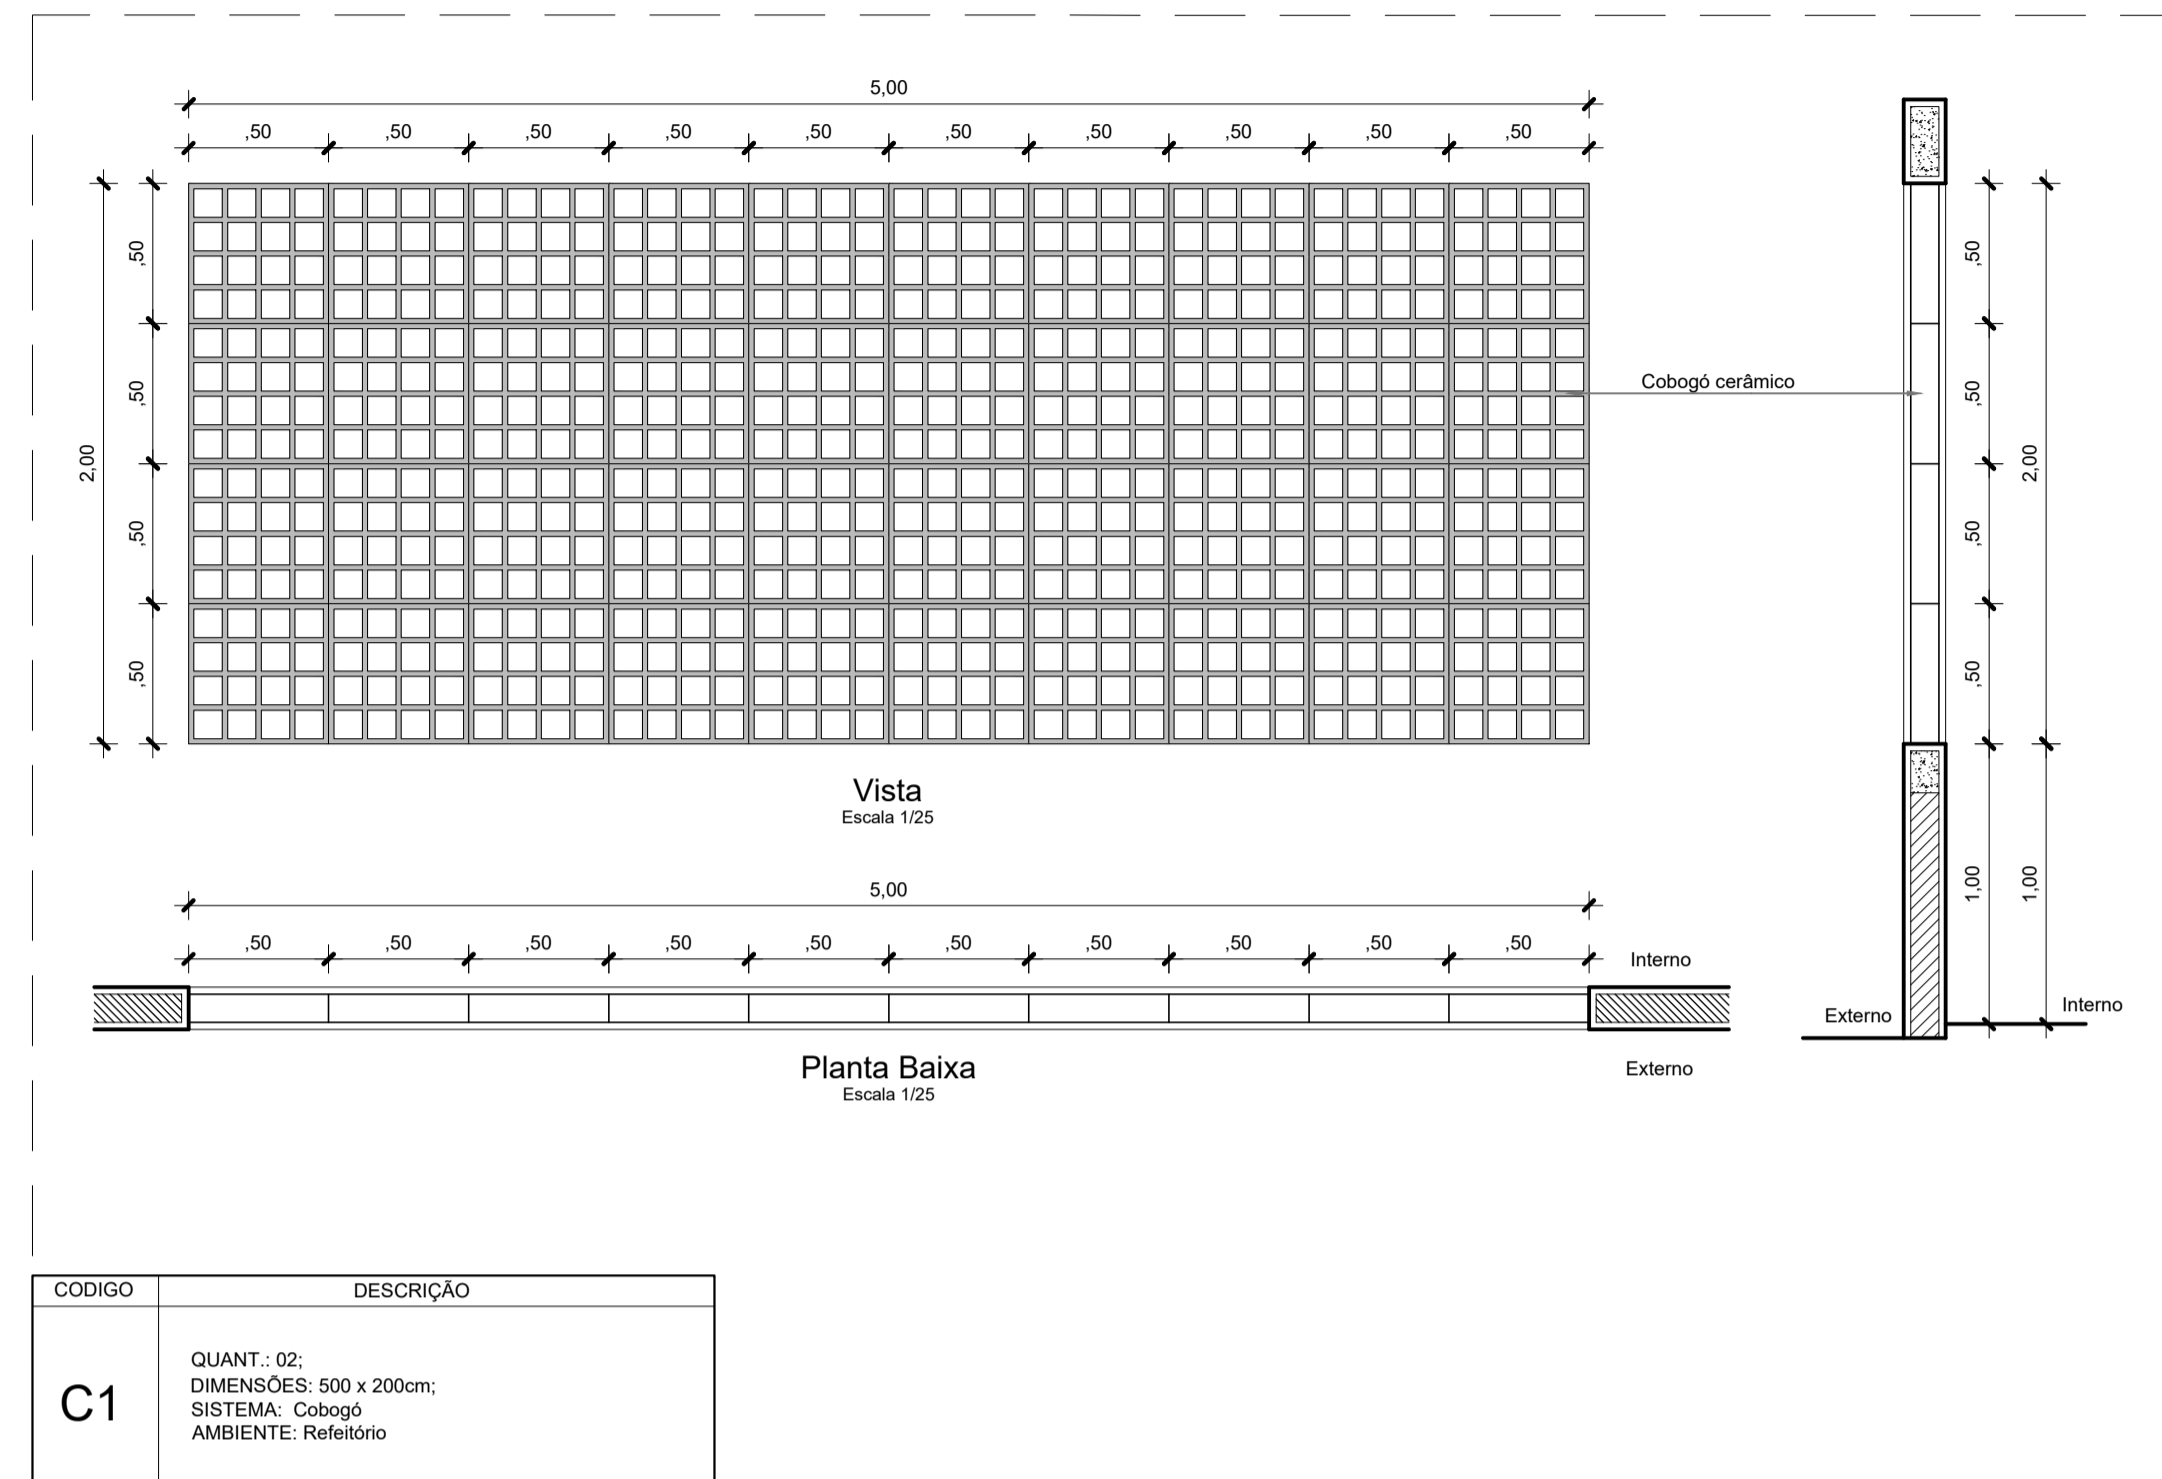 5,00
,50 ,50 ,50 ,50 ,50 ,50 ,50 ,50 ,50 ,50
2,00
,50
,50
,50
,50
Cobogó cerâmico
,50
,50
,50
,50
2,00
1,00
1,00
Externo
Interno
Vista
Escala 1/25
5,00
,50 ,50 ,50 ,50 ,50 ,50 ,50 ,50 ,50 ,50
Interno
Planta Baixa
Escala 1/25
Externo
CODIGO DESCRIÇÃO
C1
QUANT.: 02;
DIMENSÕES: 500 x 200cm;
SISTEMA: Cobogó
AMBIENTE: Refeitório